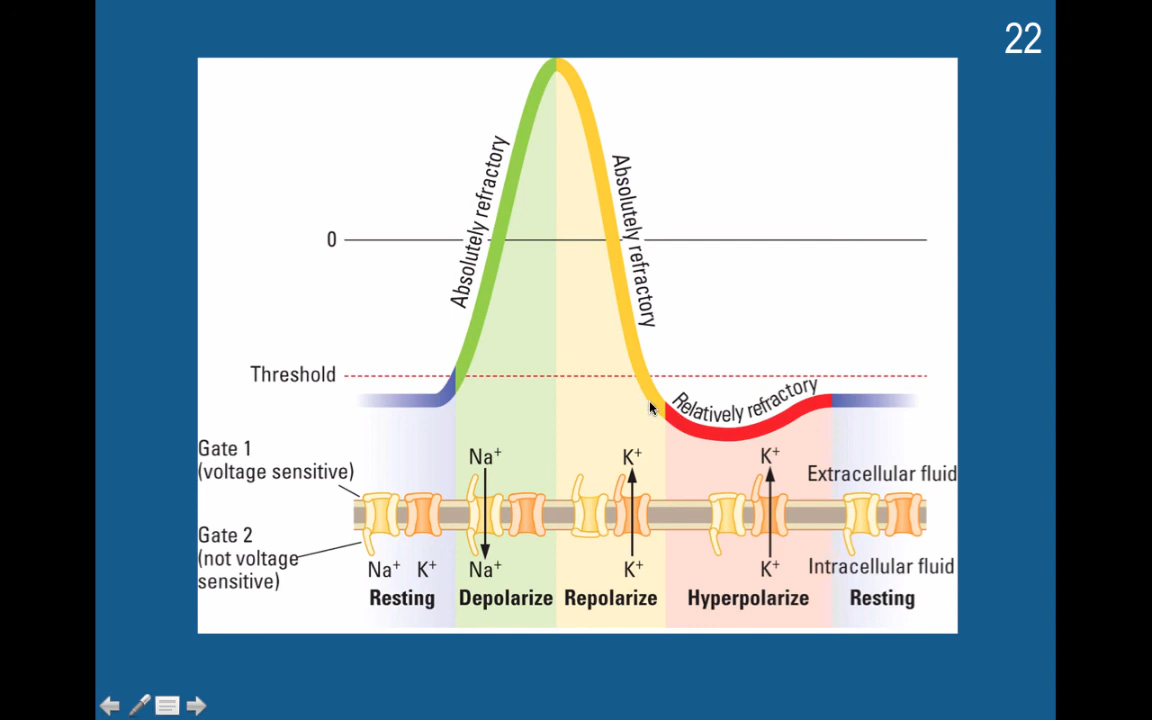 22
Absolutely refractory
Absolutely refractory
0
Threshold
Relatively refractory
Gate 1
(voltage sensitive)
Na⁺
K⁺
K⁺
Extracellular fluid
Gate 2
(not voltage
sensitive)
Na⁺
K⁺
Na⁺
K⁺
K⁺
Intracellular fluid
Resting
Depolarize
Repolarize
Hyperpolarize
Resting